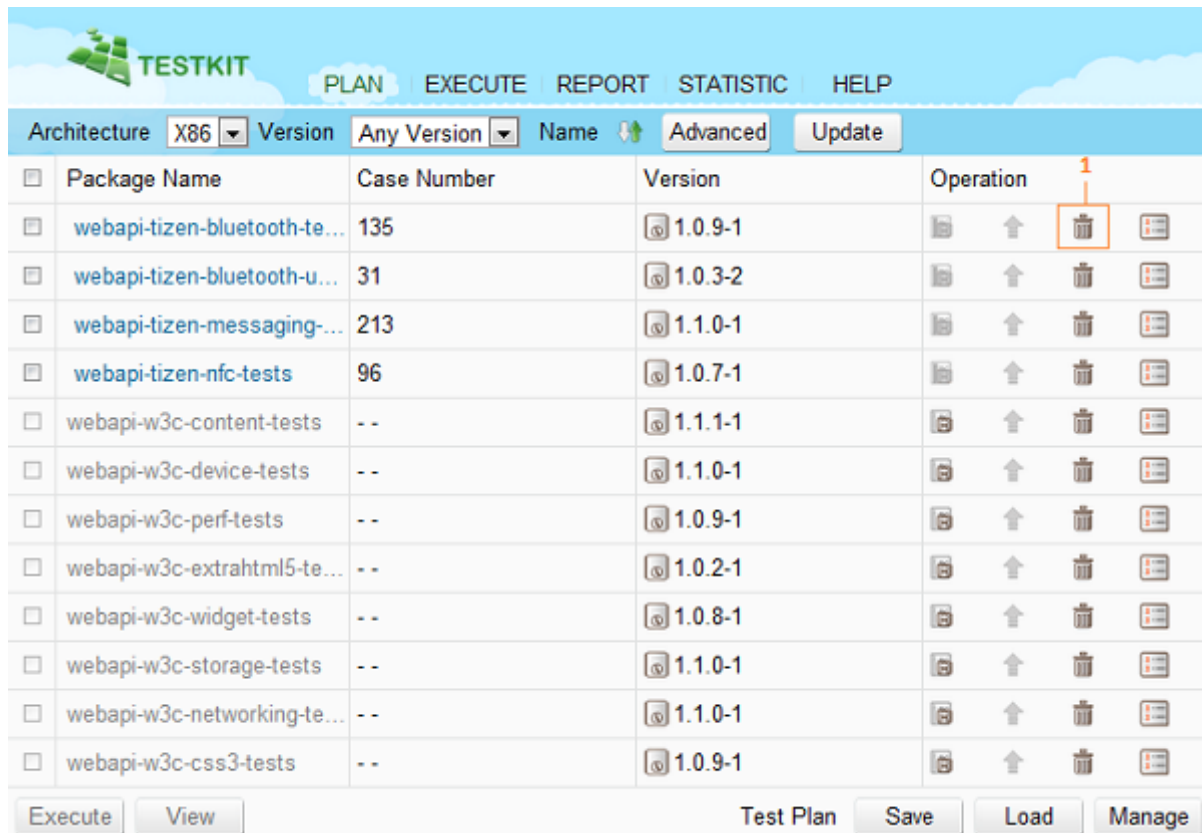 TESTKIT
PLAN EXECUTE REPORT STATISTIC HELP
Architecture X86 Version Any Version Name Advanced Update
Package Name Case Number Version Operation 1
webapi-tizen-bluetooth-te... 135 1.0.9-1
webapi-tizen-bluetooth-u... 31 1.0.3-2
webapi-tizen-messaging-... 213 1.1.0-1
webapi-tizen-nfc-tests 96 1.0.7-1
webapi-w3c-content-tests - - 1.1.1-1
webapi-w3c-device-tests - - 1.1.0-1
webapi-w3c-perf-tests - - 1.0.9-1
webapi-w3c-extrahtml5-te... - - 1.0.2-1
webapi-w3c-widget-tests - - 1.0.8-1
webapi-w3c-storage-tests - - 1.1.0-1
webapi-w3c-networking-te... - - 1.1.0-1
webapi-w3c-css3-tests - - 1.0.9-1
Execute View Test Plan Save Load Manage